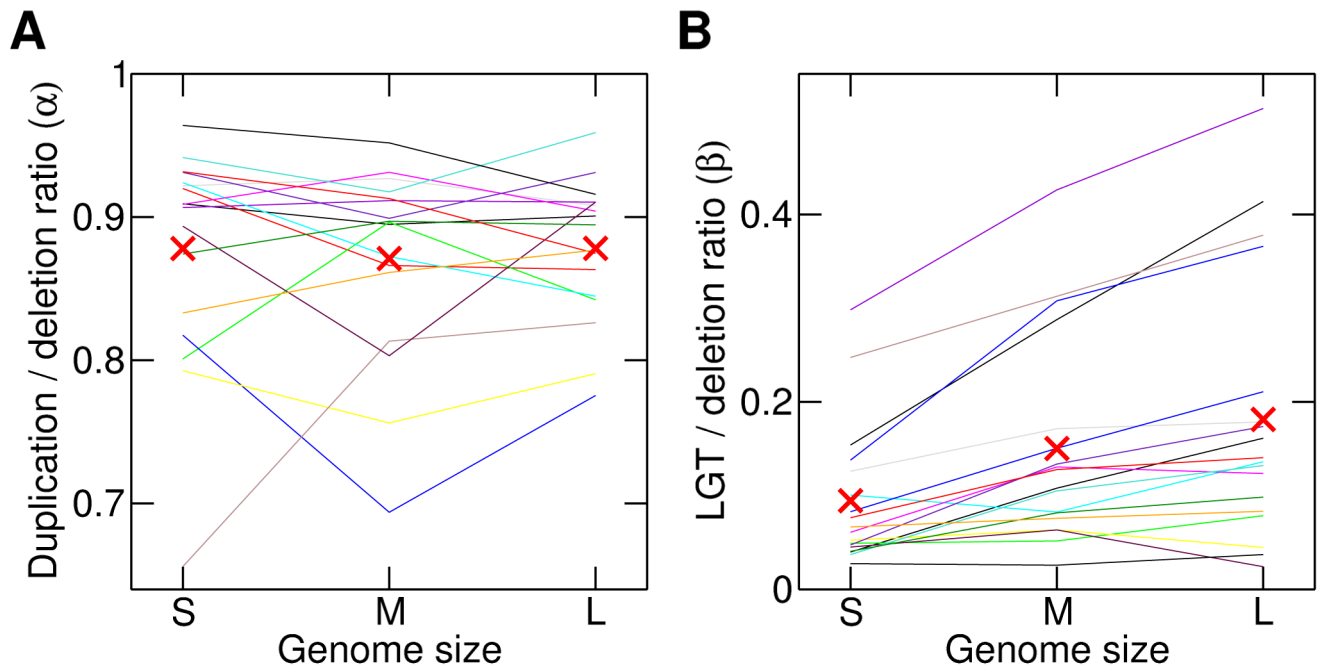 A
Duplication / deletion ratio (α)
1
0.9
0.8
0.7
S M L
Genome size
B
LGT / deletion ratio (β)
0.4
0.2
0
S M L
Genome size